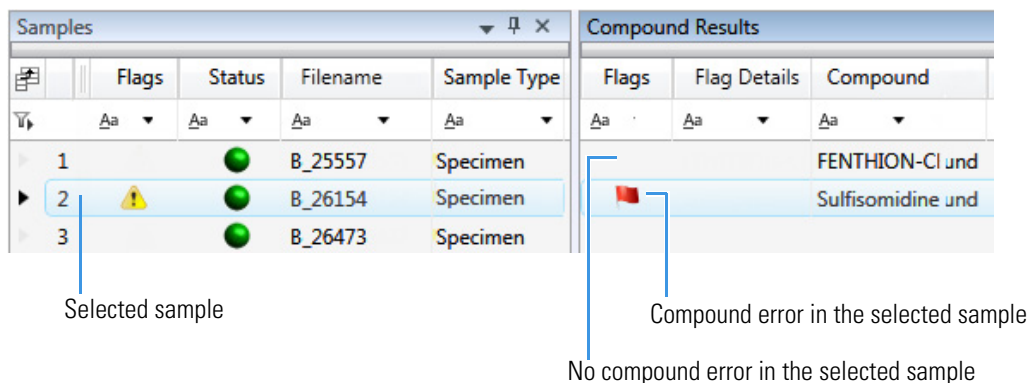 Samples
Compound Results
Flags Status Filename Sample Type Flags Flag Details Compound
Aa Aa Aa Aa Aa Aa Aa
1 B_25557 Specimen FENTHION-Cl und
2 B_26154 Specimen Sulfisomidine und
3 B_26473 Specimen
Selected sample
Compound error in the selected sample
No compound error in the selected sample